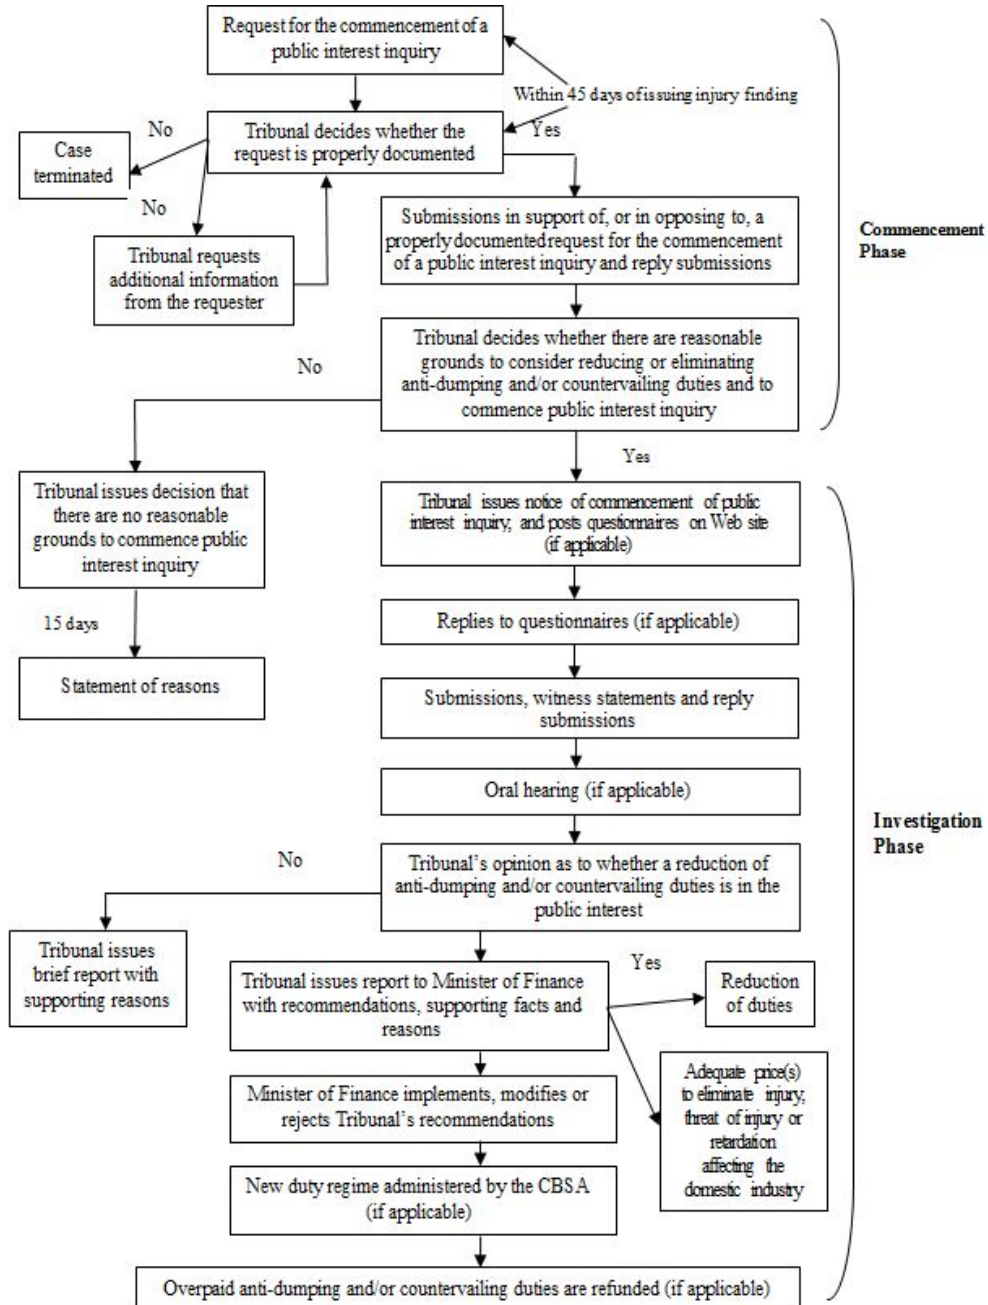 Request for the commencement of a
public interest inquiry
Within 45 days of issuing injury finding
No
Yes
Tribunal decides whether the
request is properly documented
Case
terminated
No
Tribunal requests
additional information
from the requester
Submissions in support of, or in opposing to, a
properly documented request for the commencement
of a public interest inquiry and reply submissions
Commencement
Phase
Tribunal decides whether there are reasonable
grounds to consider reducing or eliminating
anti-dumping and/or countervailing duties and to
commence public interest inquiry
No
Yes
Tribunal issues decision that
there are no reasonable
grounds to commence public
interest inquiry
15 days
Statement of reasons
Tribunal issues notice of commencement of public
interest inquiry, and posts questionnaires on Web site
(if applicable)
Replies to questionnaires (if applicable)
Submissions, witness statements and reply
submissions
Oral hearing (if applicable)
Investigation
Phase
Tribunal's opinion as to whether a reduction of
anti-dumping and/or countervailing duties is in the
public interest
No
Tribunal issues
brief report with
supporting reasons
Yes
Tribunal issues report to Minister of Finance
with recommendations, supporting facts and
reasons
Reduction
of duties
Adequate price(s)
to eliminate injury,
threat of injury or
retardation
affecting the
domestic industry
Minister of Finance implements, modifies or
rejects Tribunal's recommendations
New duty regime administered by the CBSA
(if applicable)
Overpaid anti-dumping and/or countervailing duties are refunded (if applicable)